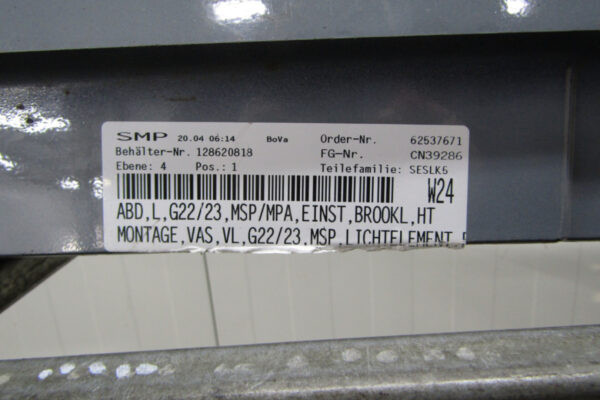 SMP 20.04 06:14 BoVa Order-Nr. 62537671
Behälter-Nr. 128620818 FG-Nr. CN39286
Ebene: 4 Pos.: 1 Teilefamilie: SESLK5
W24
ABD,L,G22/23,MSP/MPA,EINST,BROOKL,HT
MONTAGE,VAS,VL,G22/23,MSP,LICHTELEMENT